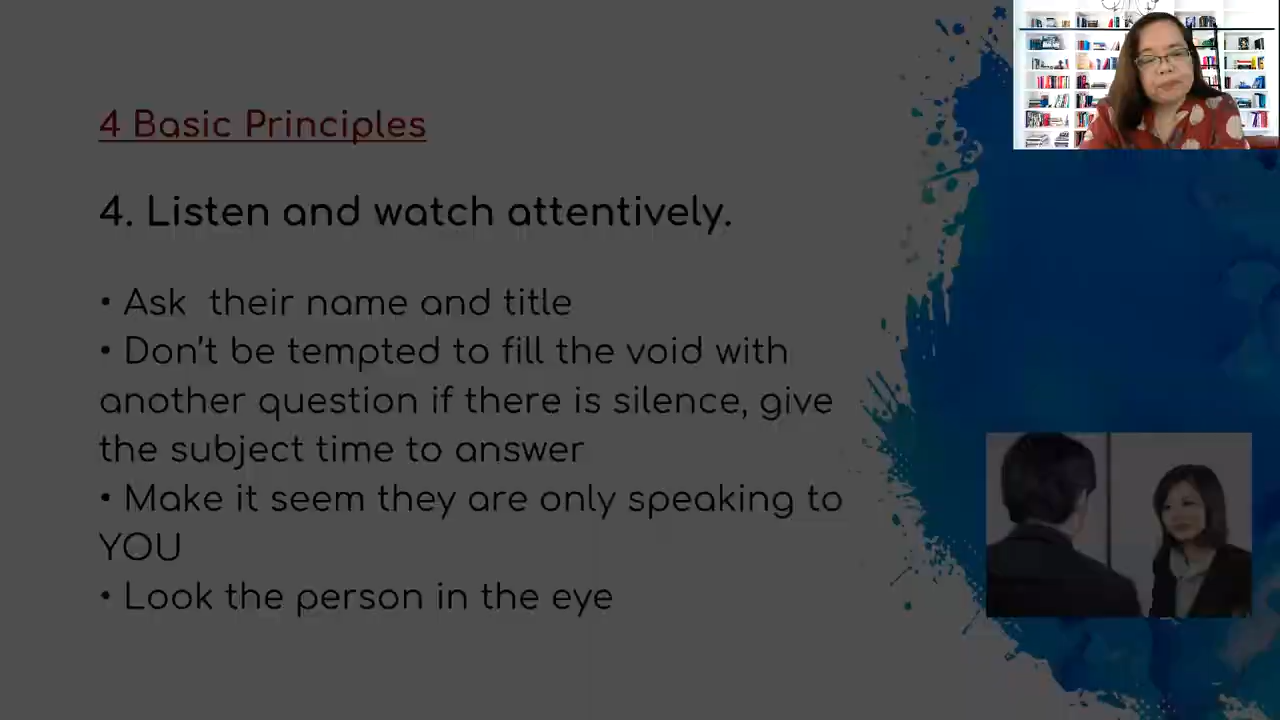 4 Basic Principles
4. Listen and watch attentively.
• Ask  their name and title
• Don't be tempted to fill the void with
another question if there is silence, give
the subject time to answer
• Make it seem they are only speaking to
YOU
• Look the person in the eye